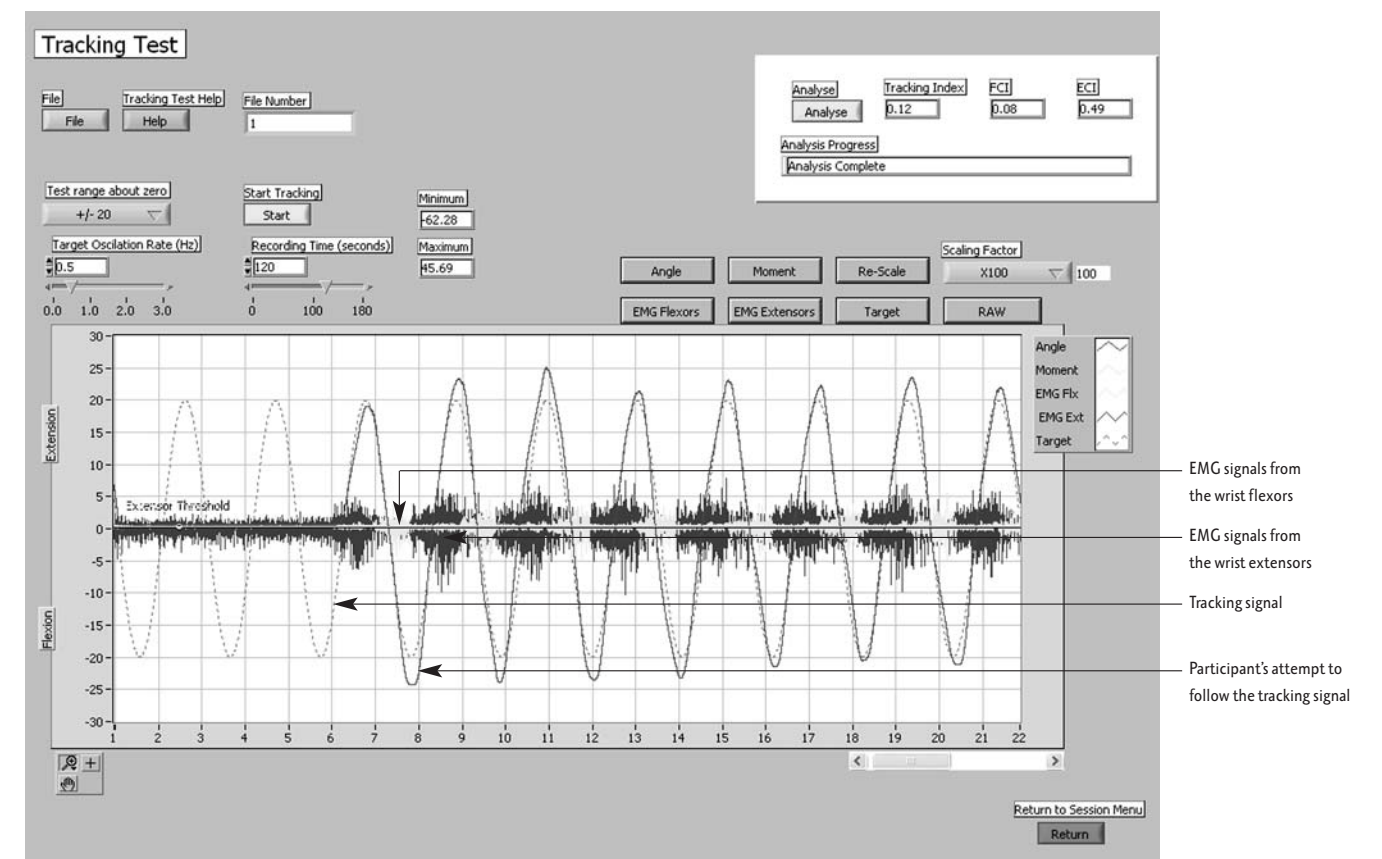 Tracking Test
File
Tracking Test Help
File Number
File
Help
1
Analyse
Tracking Index
FCI
ECI
Analyse
0.12
0.08
0.49
Analysis Progress
Analysis Complete
Test range about zero
Start Tracking
Minimum
+/- 20
Start
-62.28
Target Oscilation Rate (Hz)
Recording Time (seconds)
Maximum
0.5
120
45.69
0.0 1.0 2.0 3.0
0 100 180
Scaling Factor
Angle
Moment
Re-Scale
X100
100
EMG Flexors
EMG Extensors
Target
RAW
30
25
20
15
10
5
0
-5
-10
-15
-20
-25
-30
Extension
Flexion
Extensor Threshold
1 2 3 4 5 6 7 8 9 10 11 12 13 14 15 16 17 18 19 20 21 22
Angle
Moment
EMG Flx
EMG Ext
Target
EMG signals from
the wrist flexors
EMG signals from
the wrist extensors
Tracking signal
Participant's attempt to
follow the tracking signal
Return to Session Menu
Return